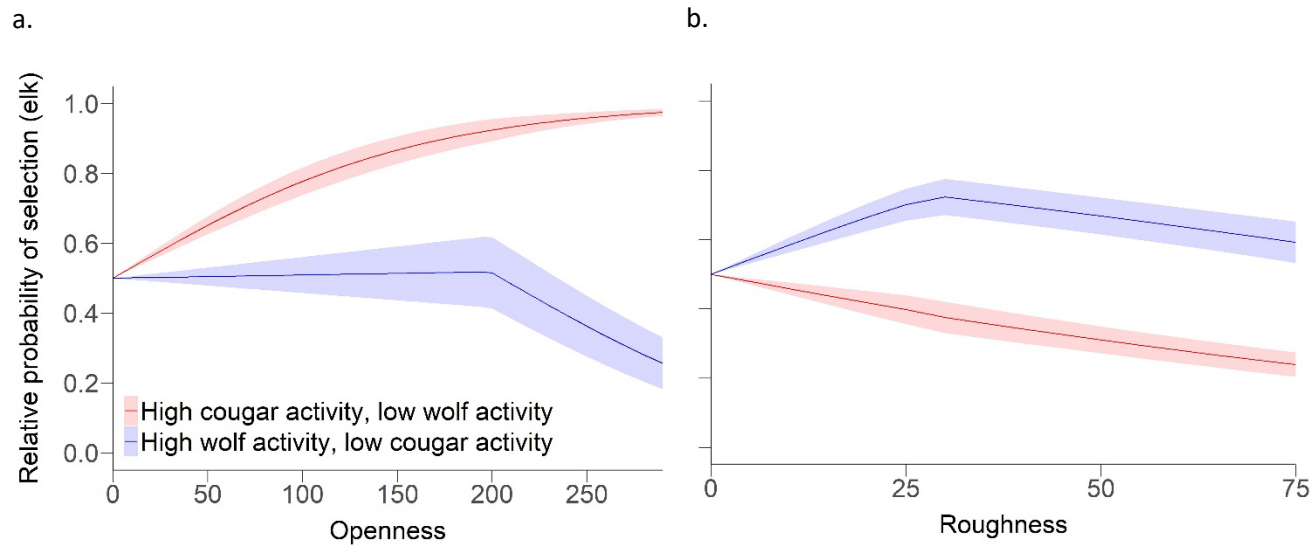 a.
b.
Relative probability of selection (elk)
1.0
0.8
0.6
0.4
0.2
0.0
High cougar activity, low wolf activity
High wolf activity, low cougar activity
0 50 100 150 200 250
0 25 50 75
Openness
Roughness